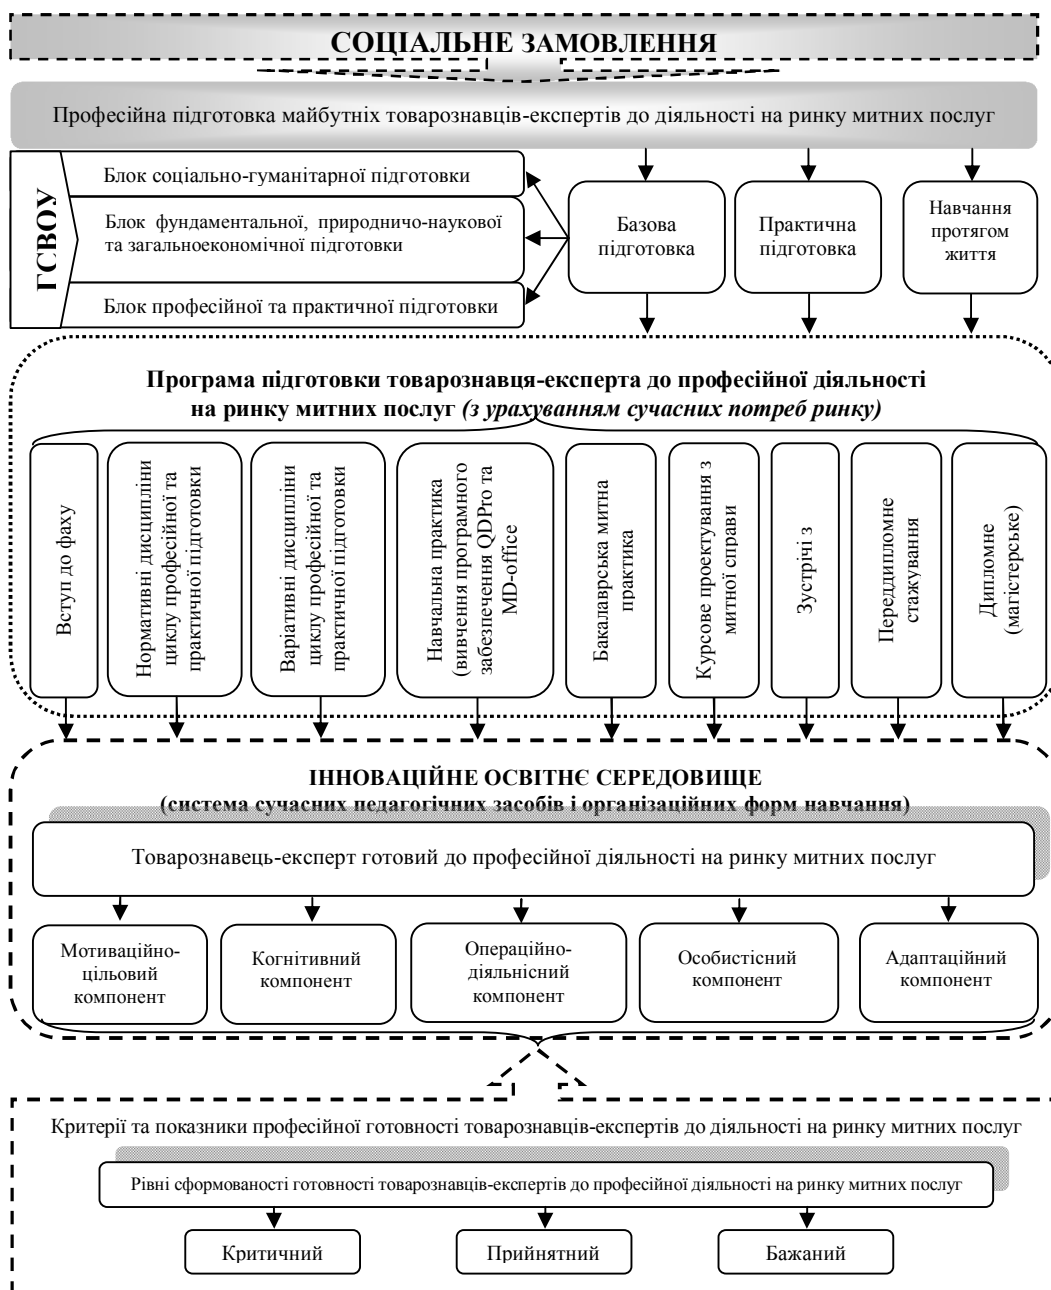 СОЦІАЛЬНЕ ЗАМОВЛЕННЯ
Професійна підготовка майбутніх товарознавців-експертів до діяльності на ринку митних послуг
ГСВОУ
Блок соціально-гуманітарної підготовки
Блок фундаментальної, природничо-наукової
та загальноекономічної підготовки
Блок професійної та практичної підготовки
Базова
підготовка
Практична
підготовка
Навчання
протягом
життя
Програма підготовки товарознавця-експерта до професійної діяльності
на ринку митних послуг (з урахуванням сучасних потреб ринку)
Вступ до фаху
Нормативні дисципліни
циклу професійної та
практичної підготовки
Варіативні дисципліни
циклу професійної та
практичної підготовки
Навчальна практика
(вивчення програмного
забезпечення QDPro та
MD-office
Бакалаврська митна
практика
Курсове проектування з
митної справи
Зустрічі з
Переддипломне
стажування
Дипломне
(магістерське)
ІННОВАЦІЙНЕ ОСВІТНЄ СЕРЕДОВИЩЕ
(система сучасних педагогічних засобів і організаційних форм навчання)
Товарознавець-експерт готовий до професійної діяльності на ринку митних послуг
Мотиваційно-
цільовий
компонент
Когнітивний
компонент
Операційно-
діяльнісний
компонент
Особистісний
компонент
Адаптаційний
компонент
Критерії та показники професійної готовності товарознавців-експертів до діяльності на ринку митних послуг
Рівні сформованості готовності товарознавців-експертів до професійної діяльності на ринку митних послуг
Критичний
Прийнятний
Бажаний